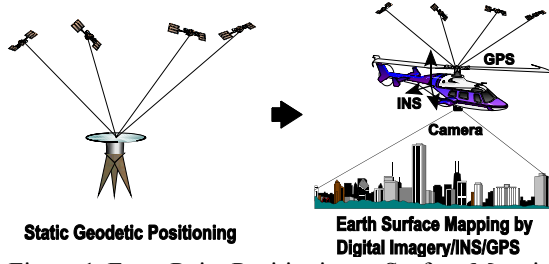 GPS
INS
Camera
Static Geodetic Positioning
Earth Surface Mapping by
Digital Imagery/INS/GPS